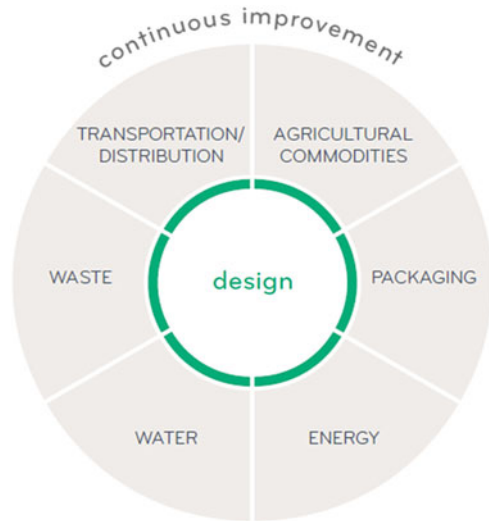 continuous improvement
TRANSPORTATION/
DISTRIBUTION
AGRICULTURAL
COMMODITIES
WASTE
design
PACKAGING
WATER
ENERGY